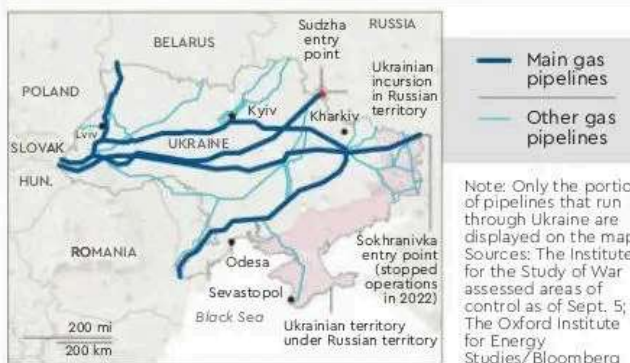 Sudzha
entry
point
RUSSIA
BELARUS
Ukrainian
incursion
in Russian
territory
POLAND
Kyiv
Kharkiv
Lviv
UKRAINE
SLOVAK
HUN.
ROMANIA
Odesa
Sokhranivka
entry point
(stopped
operations
in 2022)
Sevastopol
Black Sea
Ukrainian territory
under Russian territory
200 mi
200 km
Main gas
pipelines
Other gas
pipelines
Note: Only the portio
of pipelines that run
through Ukraine are
displayed on the map
Sources: The Institute
for the Study of War
assessed areas of
control as of Sept. 5;
The Oxford Institute
for Energy
Studies/Bloomberg